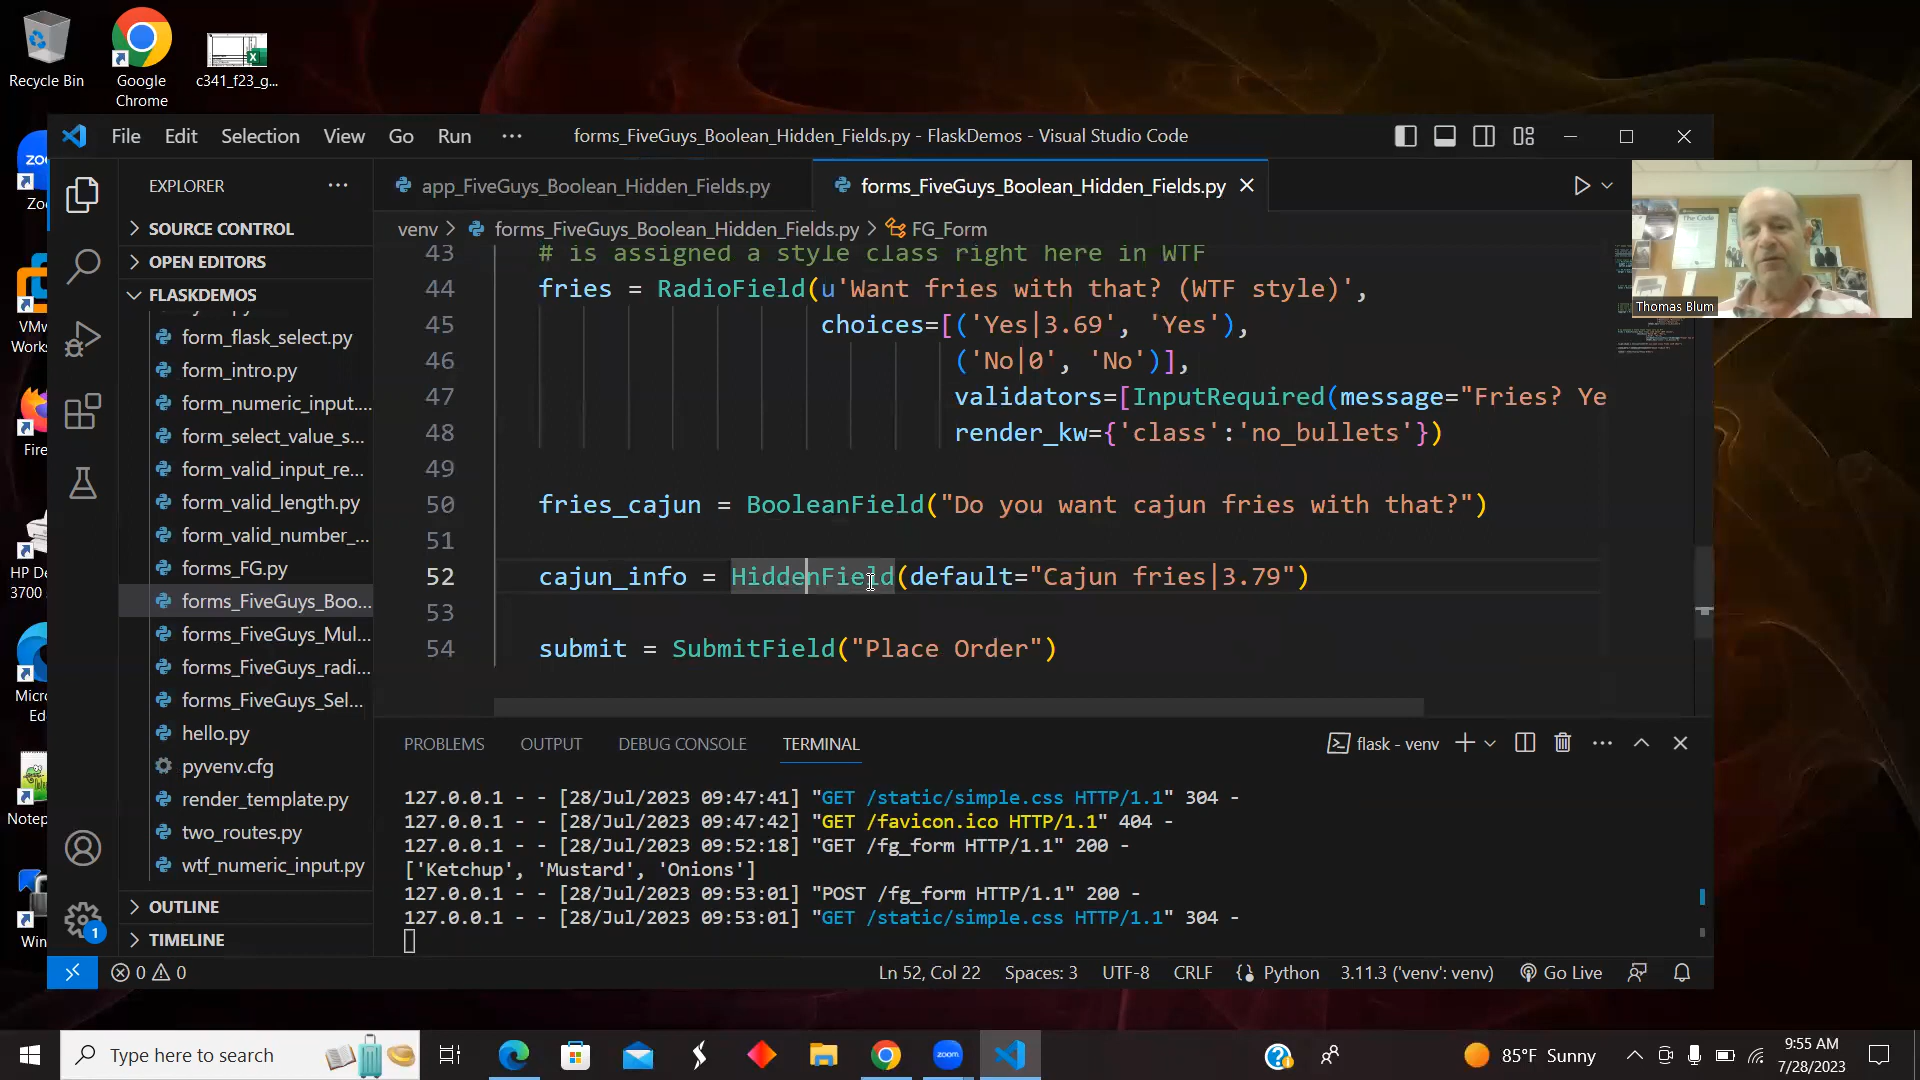 Recycle Bin
Google Chrome
c341_f23_g...
File Edit Selection View Go Run ...
forms_FiveGuys_Boolean_Hidden_Fields.py - FlaskDemos - Visual Studio Code
EXPLORER
SOURCE CONTROL
OPEN EDITORS
FLASKDEMOS
form_flask_select.py
form_intro.py
form_numeric_input....
form_select_value_s...
form_valid_input_re...
form_valid_length.py
form_valid_number_...
forms_FG.py
forms_FiveGuys_Boo...
forms_FiveGuys_Mul...
forms_FiveGuys_radi...
forms_FiveGuys_Sel...
hello.py
pyvenv.cfg
render_template.py
two_routes.py
wtf_numeric_input.py
OUTLINE
TIMELINE
app_FiveGuys_Boolean_Hidden_Fields.py
forms_FiveGuys_Boolean_Hidden_Fields.py
venv > forms_FiveGuys_Boolean_Hidden_Fields.py > FG_Form
43 # is assigned a style class right here in WTF
44 fries = RadioField(u'Want fries with that? (WTF style)',
45 choices=[('Yes|3.69', 'Yes'),
46 ('No|0', 'No')],
47 validators=[InputRequired(message="Fries? Ye
48 render_kw={'class':'no_bullets'})
49
50 fries_cajun = BooleanField("Do you want cajun fries with that?")
51
52 cajun_info = HiddenField(default="Cajun fries|3.79")
53
54 submit = SubmitField("Place Order")
PROBLEMS OUTPUT DEBUG CONSOLE TERMINAL
flask - venv
127.0.0.1 - - [28/Jul/2023 09:47:41] "GET /static/simple.css HTTP/1.1" 304 -
127.0.0.1 - - [28/Jul/2023 09:47:42] "GET /favicon.ico HTTP/1.1" 404 -
127.0.0.1 - - [28/Jul/2023 09:52:18] "GET /fg_form HTTP/1.1" 200 -
['Ketchup', 'Mustard', 'Onions']
127.0.0.1 - - [28/Jul/2023 09:53:01] "POST /fg_form HTTP/1.1" 200 -
127.0.0.1 - - [28/Jul/2023 09:53:01] "GET /static/simple.css HTTP/1.1" 304 -
0 0
Ln 52, Col 22 Spaces: 3 UTF-8 CRLF Python 3.11.3 ('venv': venv) Go Live
1
Thomas Blum
The Code
zoo
Zoo
VMw
Works
Fire
HP De
3700
Micro
Ed
Notep
Win
Type here to search
zoom
85°F Sunny
9:55 AM
7/28/2023